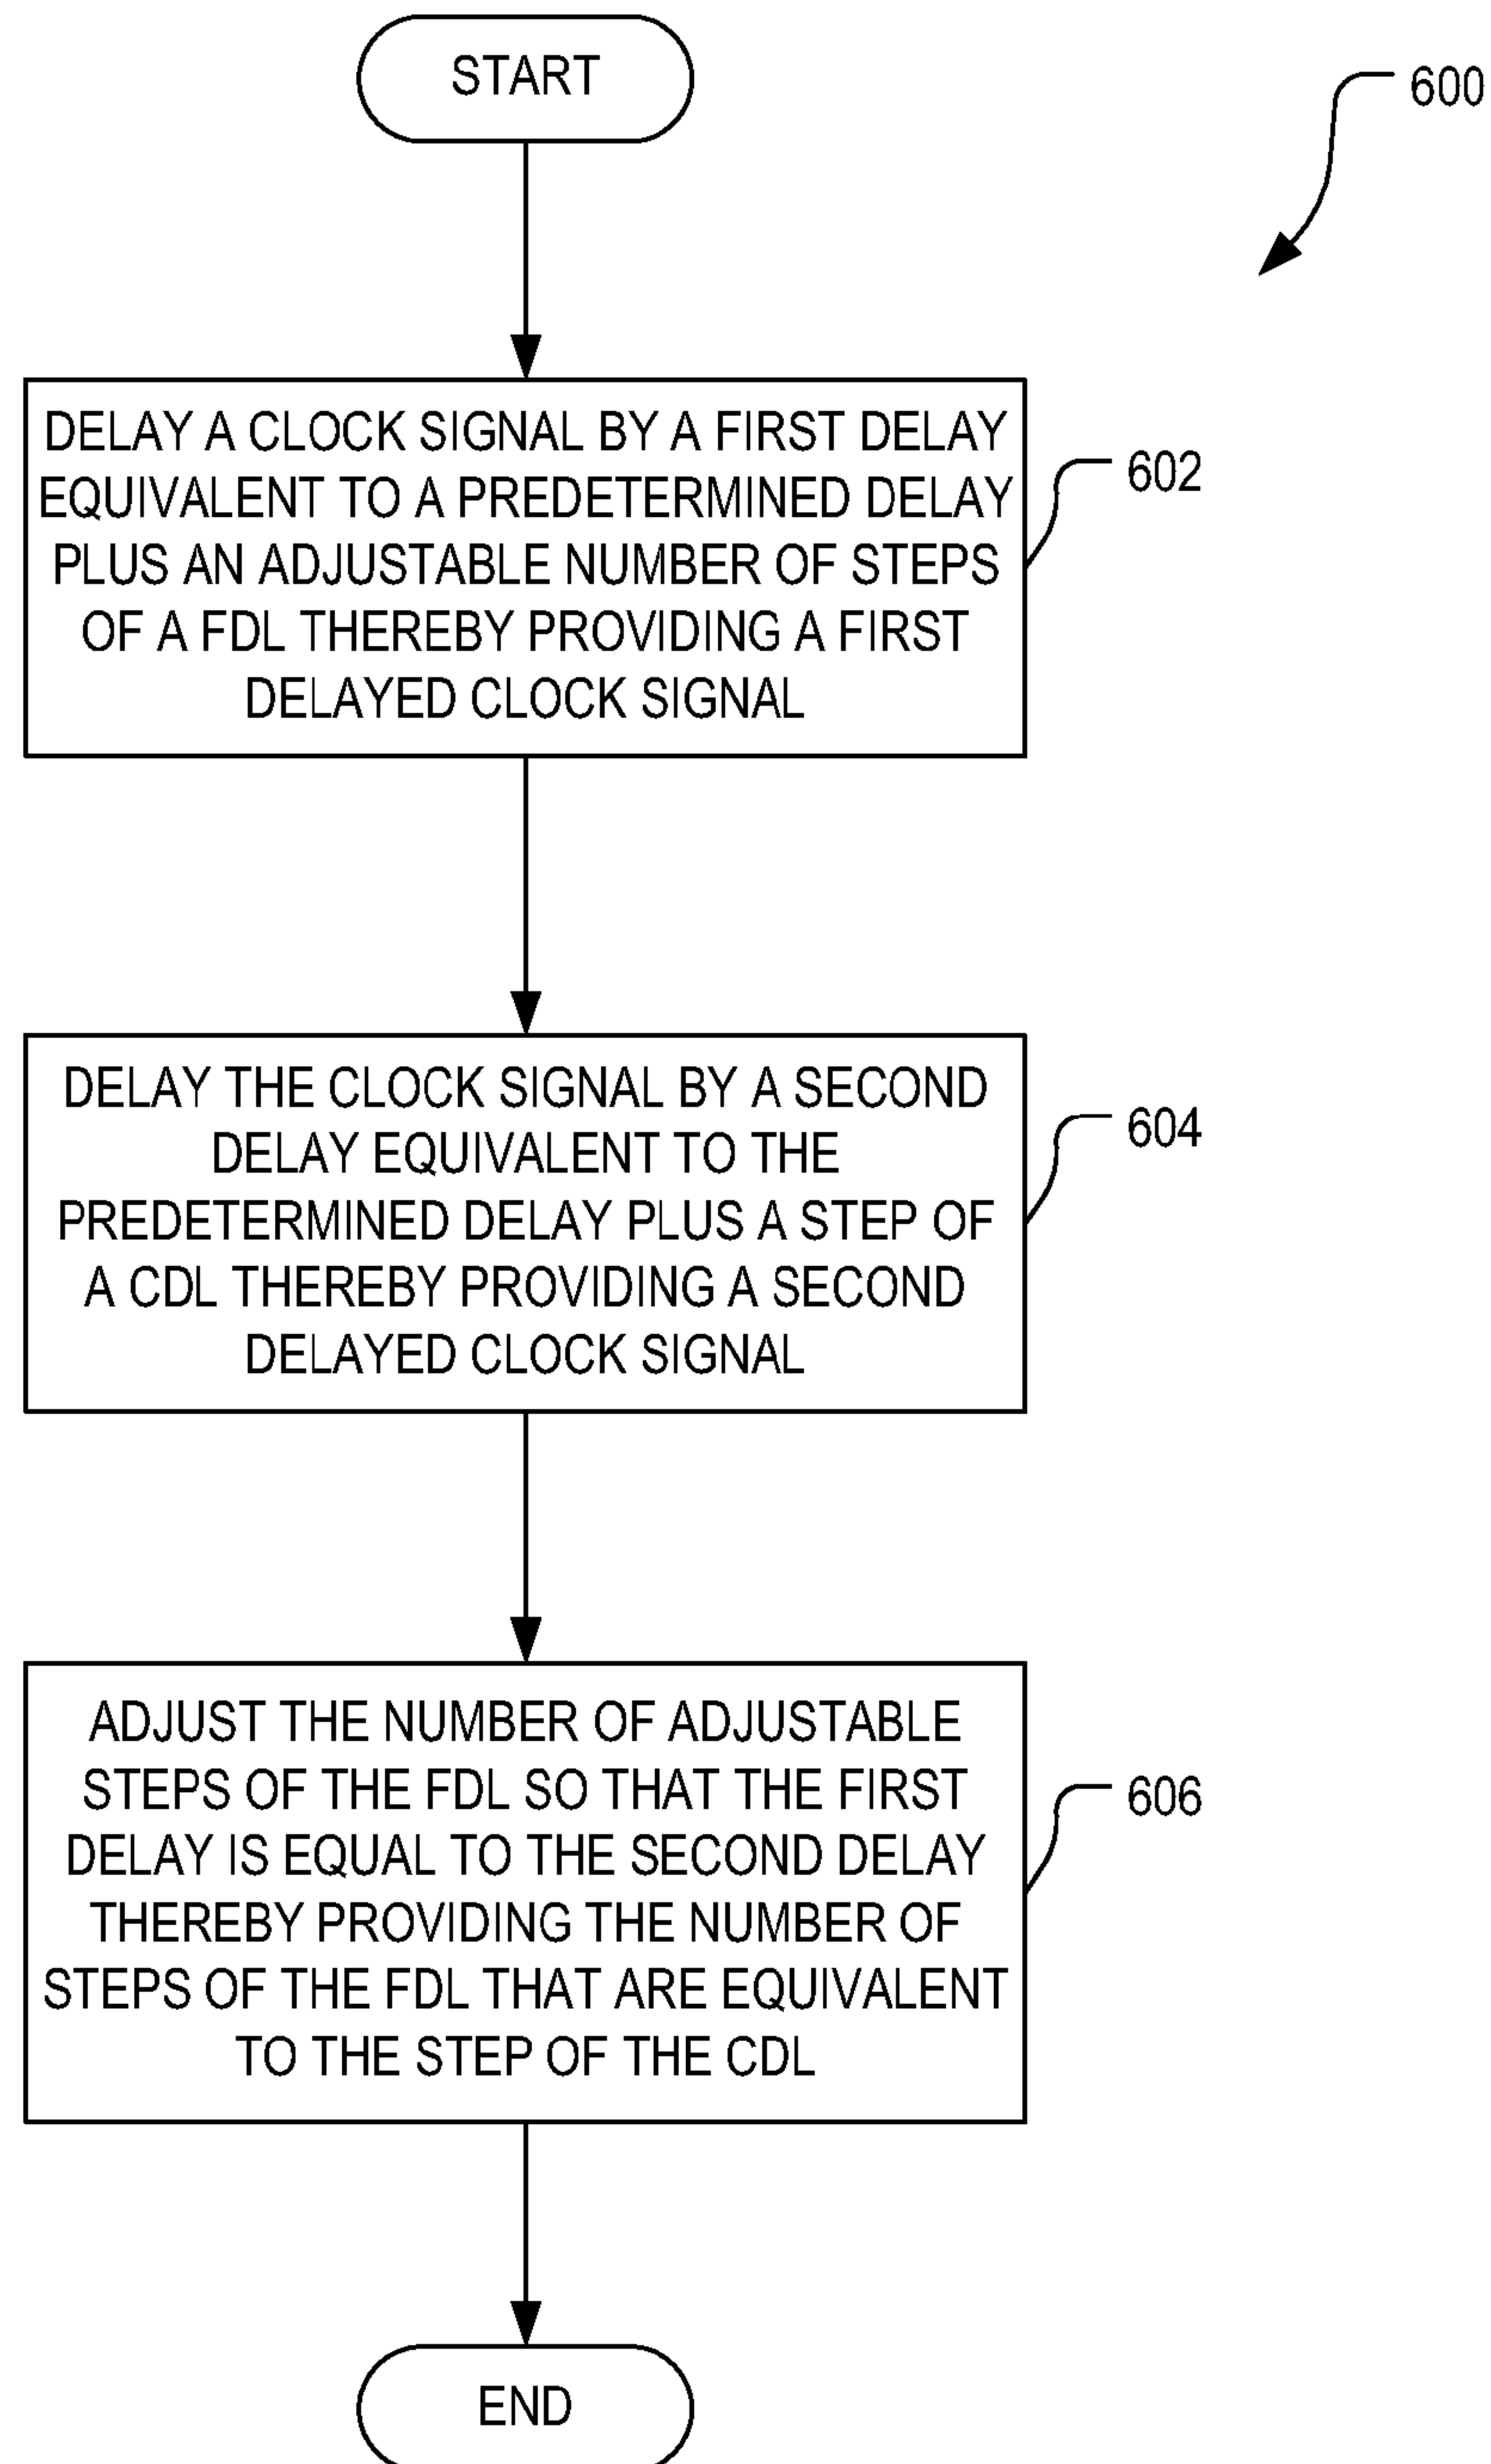 START
600
DELAY A CLOCK SIGNAL BY A FIRST DELAY
EQUIVALENT TO A PREDETERMINED DELAY
PLUS AN ADJUSTABLE NUMBER OF STEPS
OF A FDL THEREBY PROVIDING A FIRST
DELAYED CLOCK SIGNAL
602
DELAY THE CLOCK SIGNAL BY A SECOND
DELAY EQUIVALENT TO THE
PREDETERMINED DELAY PLUS A STEP OF
A CDL THEREBY PROVIDING A SECOND
DELAYED CLOCK SIGNAL
604
ADJUST THE NUMBER OF ADJUSTABLE
STEPS OF THE FDL SO THAT THE FIRST
DELAY IS EQUAL TO THE SECOND DELAY
THEREBY PROVIDING THE NUMBER OF
STEPS OF THE FDL THAT ARE EQUIVALENT
TO THE STEP OF THE CDL
606
END